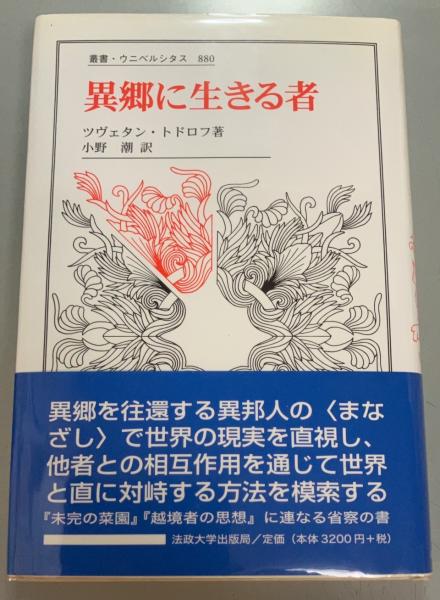 叢書・ウニベルシタス 880
異郷に生きる者
ツヴェタン・トドロフ著
小野 潮 訳
異郷を往還する異邦人の〈まな
ざし〉で世界の現実を直視し、
他者との相互作用を通じて世界
と直に対峙する方法を模索する
『未完の菜園』『越境者の思想』に連なる省察の書
法政大学出版局／定価（本体3200円+税）